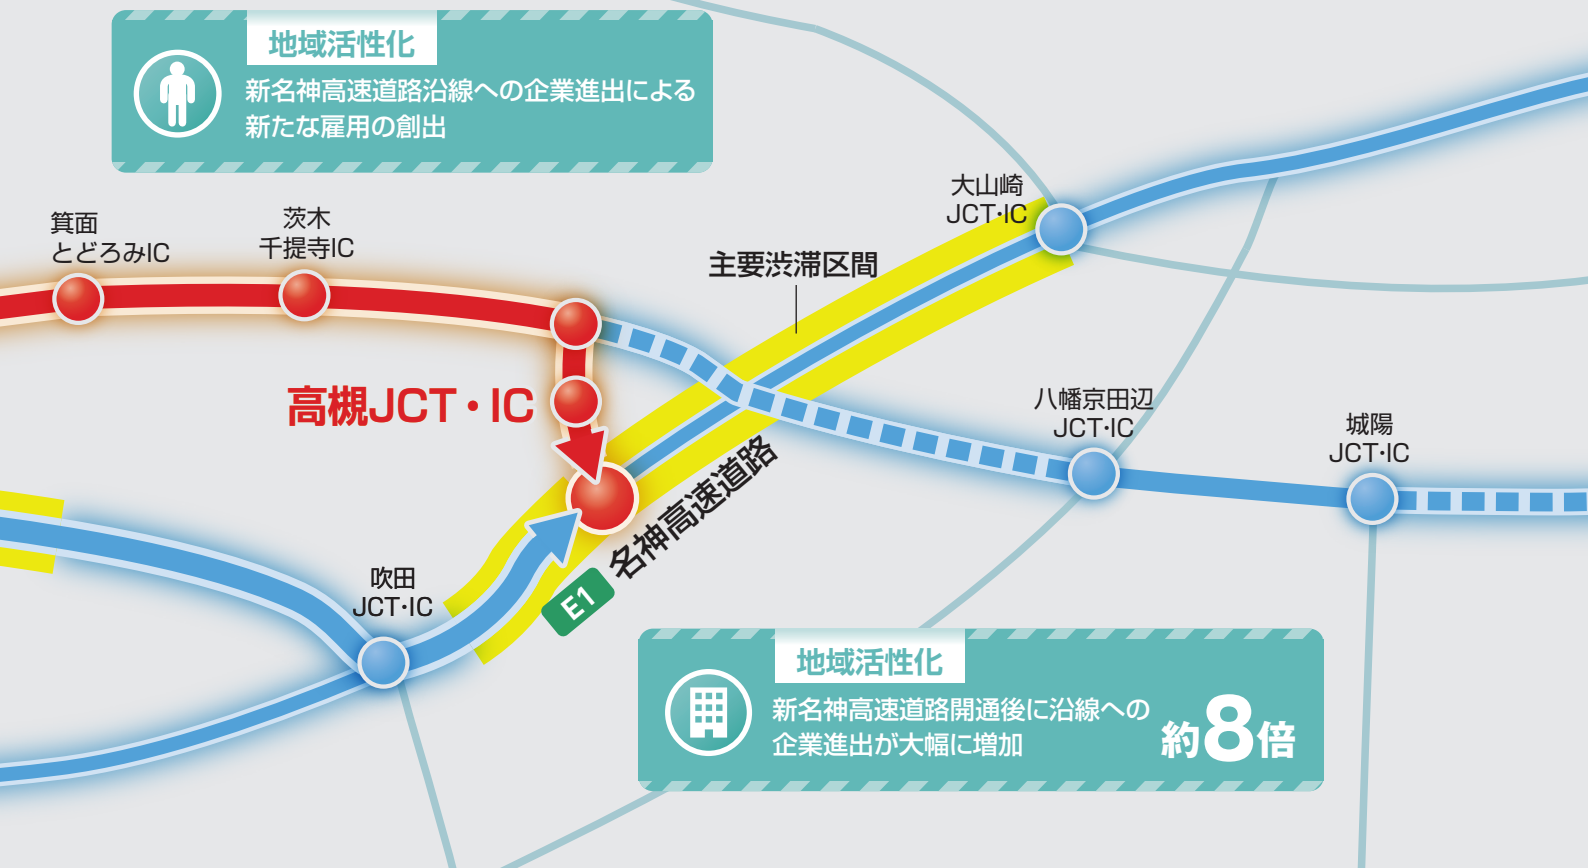 地域活性化
新名神高速道路沿線への企業進出による
新たな雇用の創出
大山崎
JCT・IC
箕面
とどろみIC
茨木
千提寺IC
主要渋滞区間
高槻JCT・IC
八幡京田辺
JCT・IC
城陽
JCT・IC
名神高速道路
E1
吹田
JCT・IC
地域活性化
新名神高速道路開通後に沿線への
企業進出が大幅に増加
約8倍